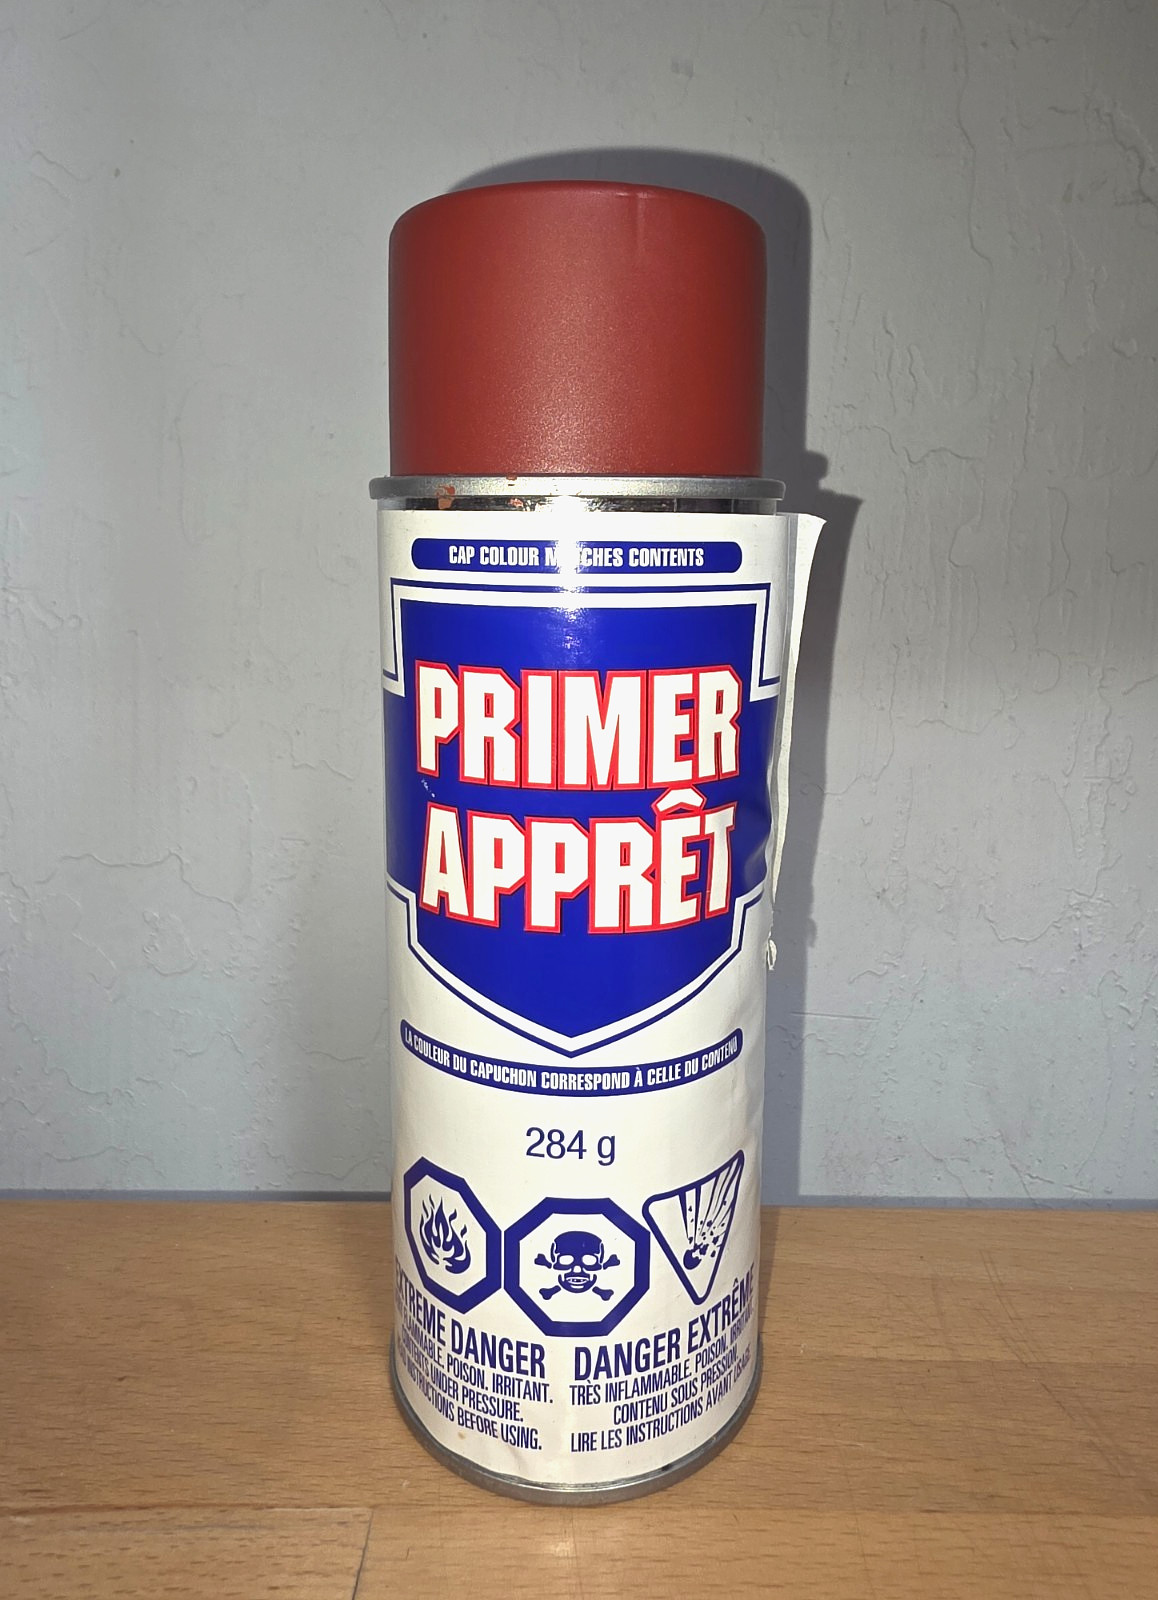 CAP COLOUR MATCHES CONTENTS
PRIMER
APPRÊT
LA COULEUR DU CAPUCHON CORRESPOND À CELLE DU CONTENU
284 g
EXTREME DANGER
FLAMMABLE. POISON. IRRITANT.
CONTENTS UNDER PRESSURE.
INSTRUCTIONS BEFORE USING.
DANGER EXTRÊME
TRÈS INFLAMMABLE. POISON. IRRITANT.
CONTENU SOUS PRESSION.
LIRE LES INSTRUCTIONS AVANT USAGE.